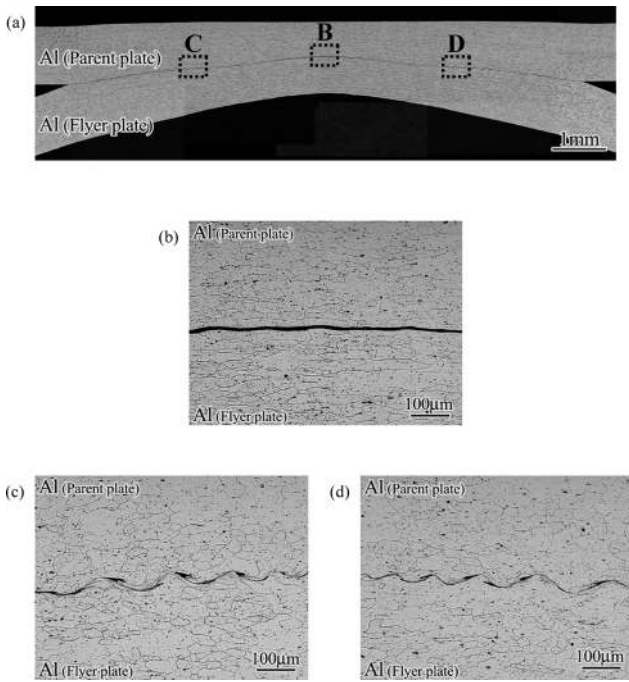 (a)
C B D
Al (Parent plate)
Al (Flyer plate)
1mm
(b)
Al (Parent plate)
Al (Flyer plate)
100μm
(c)
Al (Parent plate)
Al (Flyer plate)
100μm
(d)
Al (Parent plate)
Al (Flyer plate)
100μm